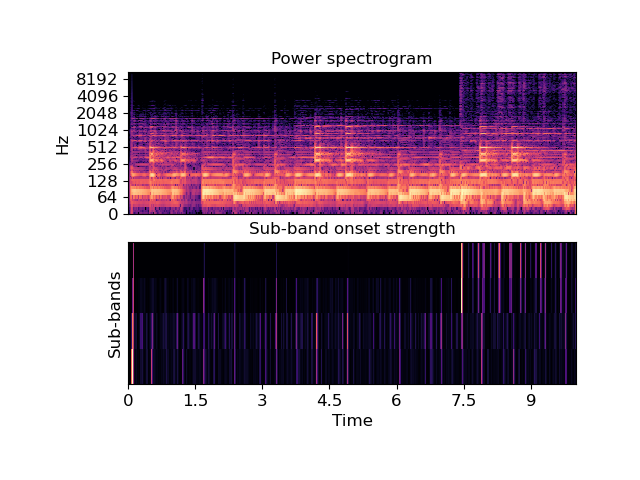 Power spectrogram
8192
4096
2048
1024
512
256
128
64
0
Hz
Sub-band onset strength
Sub-bands
0 1.5 3 4.5 6 7.5 9
Time